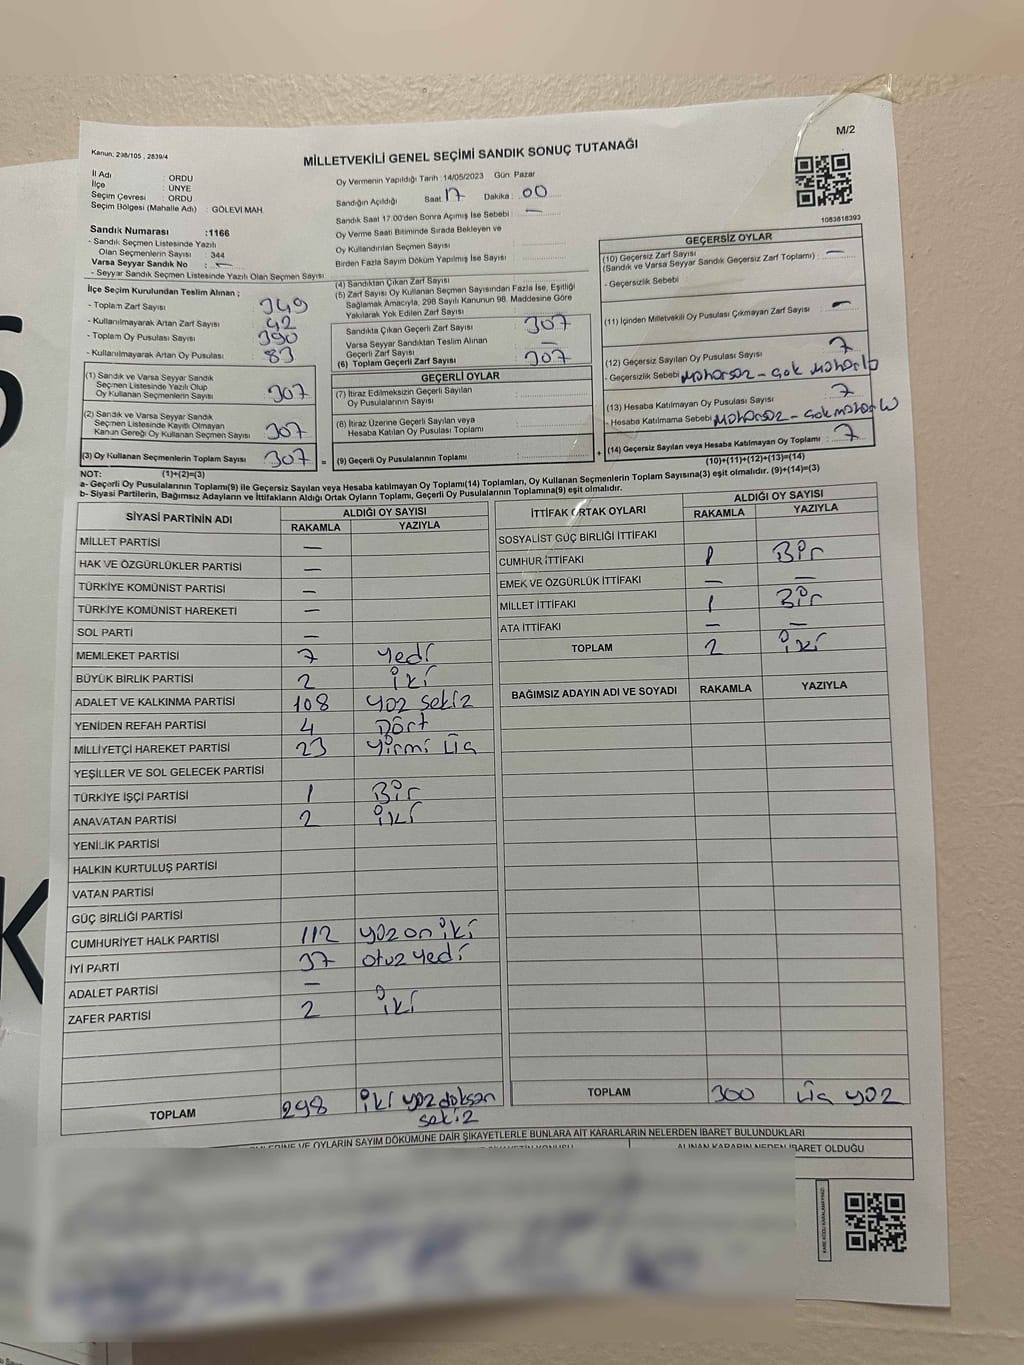 M/2
Kanun: 298/105 , 2839/4
MİLLETVEKİLİ GENEL SEÇİMİ SANDIK SONUÇ TUTANAĞI
İl Adı : ORDU
İlçe : ÜNYE
Seçim Çevresi : ORDU
Seçim Bölgesi (Mahalle Adı) : GÖLEVİ MAH.
Sandık Numarası :1166
- Sandık Seçmen Listesinde Yazılı
Olan Seçmenlerin Sayısı : 344
Varsa Seyyar Sandık No : -
- Seyyar Sandık Seçmen Listesinde Yazılı Olan Seçmen Sayısı
Oy Vermenin Yapıldığı Tarih :14/05/2023 Gün: Pazar
Sandığın Açıldığı Saat: 17 Dakika: 00
Sandık Saat 17.00'den Sonra Açımış İse Sebebi : -
Oy Verme Saati Bitiminde Sırada Bekleyen ve
Oy Kullandırılan Seçmen Sayısı :
Birden Fazla Sayım Döküm Yapılmış İse Sayısı :
1083818393
İlçe Seçim Kurulundan Teslim Alınan ;
- Toplam Zarf Sayısı : 349
- Kullanılmayarak Artan Zarf Sayısı : 42
- Toplam Oy Pusulası Sayısı : 390
- Kullanılmayarak Artan Oy Pusulası : 83
(1) Sandık ve Varsa Seyyar Sandık
Seçmen Listesinde Yazılı Olup
Oy Kullanan Seçmenlerin Sayısı : 307
(2) Sandık ve Varsa Seyyar Sandık
Seçmen Listesinde Kayıtlı Olmayan
Kanun Gereği Oy Kullanan Seçmen Sayısı : 307
(3) Oy Kullanan Seçmenlerin Toplam Sayısı : 307
(4) Sandıktan Çıkan Zarf Sayısı
(5) Zarf Sayısı Oy Kullanan Seçmen Sayısından Fazla İse, Eşitliği
Sağlamak Amacıyla, 298 Sayılı Kanunun 98. Maddesine Göre
Yakılarak Yok Edilen Zarf Sayısı :
Sandıkta Çıkan Geçerli Zarf Sayısı : 307
Varsa Seyyar Sandıktan Teslim Alınan
Geçerli Zarf Sayısı : -
(6) Toplam Geçerli Zarf Sayısı : 307
GEÇERLİ OYLAR
(7) İtiraz Edilmeksizin Geçerli Sayılan
Oy Pusulasının Sayısı :
(8) İtiraz Üzerine Geçerli Sayılan veya
Hesaba Katılan Oy Pusulası Toplamı :
= (9) Geçerli Oy Pusulalarının Toplamı :
GEÇERSİZ OYLAR
(10) Geçersiz Zarf Sayısı
(Sandık ve Varsa Seyyar Sandık Geçersiz Zarf Toplamı) : -
- Geçersizlik Sebebi
(11) İçinden Milletvekili Oy Pusulası Çıkmayan Zarf Sayısı : -
(12) Geçersiz Sayılan Oy Pusulası Sayısı : 7
- Geçersizlik Sebebi Mühürsüz - Çok Mühürlü
(13) Hesaba Katılmayan Oy Pusulası Sayısı : 7
- Hesaba Katılmama Sebebi Mühürsüz - Çok mühürlü
+ (14) Geçersiz Sayılan veya Hesaba Katılmayan Oy Toplamı : 7
NOT: (1)+(2)=(3)
(10)+(11)+(12)+(13)=(14)
a- Geçerli Oy Pusulalarının Toplamı(9) ile Geçersiz Sayılan veya Hesaba katılmayan Oy Toplamı(14) Toplamları, Oy Kullanan Seçmenlerin Toplam Sayısına(3) eşit olmalıdır. (9)+(14)=(3)
b- Siyasi Partilerin, Bağımsız Adayların ve İttifakların Aldığı Ortak Oyların Toplamı, Geçerli Oy Pusulalarının Toplamına(9) eşit olmalıdır.
SİYASİ PARTİNİN ADI ALDIĞI OY SAYISI
RAKAMLA YAZIYLA
MİLLET PARTİSİ -
HAK VE ÖZGÜRLÜKLER PARTİSİ -
TÜRKİYE KOMÜNİST PARTİSİ -
TÜRKİYE KOMÜNİST HAREKETİ -
SOL PARTİ -
MEMLEKET PARTİSİ 7 yedi
BÜYÜK BİRLİK PARTİSİ 2 iki
ADALET VE KALKINMA PARTİSİ 108 yüz sekiz
YENİDEN REFAH PARTİSİ 4 Dört
MİLLİYETÇİ HAREKET PARTİSİ 23 yirmi üç
YEŞİLLER VE SOL GELECEK PARTİSİ
TÜRKİYE İŞÇİ PARTİSİ 1 Bir
ANAVATAN PARTİSİ 2 iki
YENİLİK PARTİSİ
HALKIN KURTULUŞ PARTİSİ
VATAN PARTİSİ
GÜÇ BİRLİĞİ PARTİSİ
CUMHURİYET HALK PARTİSİ 112 yüz on iki
İYİ PARTİ 37 otuz yedi
ADALET PARTİSİ -
ZAFER PARTİSİ 2 iki
TOPLAM 298 iki yüz doksan
sekiz
İTTİFAK ORTAK OYLARI ALDIĞI OY SAYISI
RAKAMLA YAZIYLA
SOSYALİST GÜÇ BİRLİĞİ İTTİFAKI
CUMHUR İTTİFAKI 1 Bir
EMEK VE ÖZGÜRLÜK İTTİFAKI - -
MİLLET İTTİFAKI 1 Bir
ATA İTTİFAKI - -
TOPLAM 2 iki
BAĞIMSIZ ADAYIN ADI VE SOYADI RAKAMLA YAZIYLA
TOPLAM 300 üç yüz
VE OYLARIN SAYIM DÖKÜMÜNE DAİR ŞİKAYETLERLE BUNLARA AİT KARARLARIN NELERDEN İBARET BULUNDUKLARI
ALINAN KARARIN NEDEN İBARET OLDUĞU